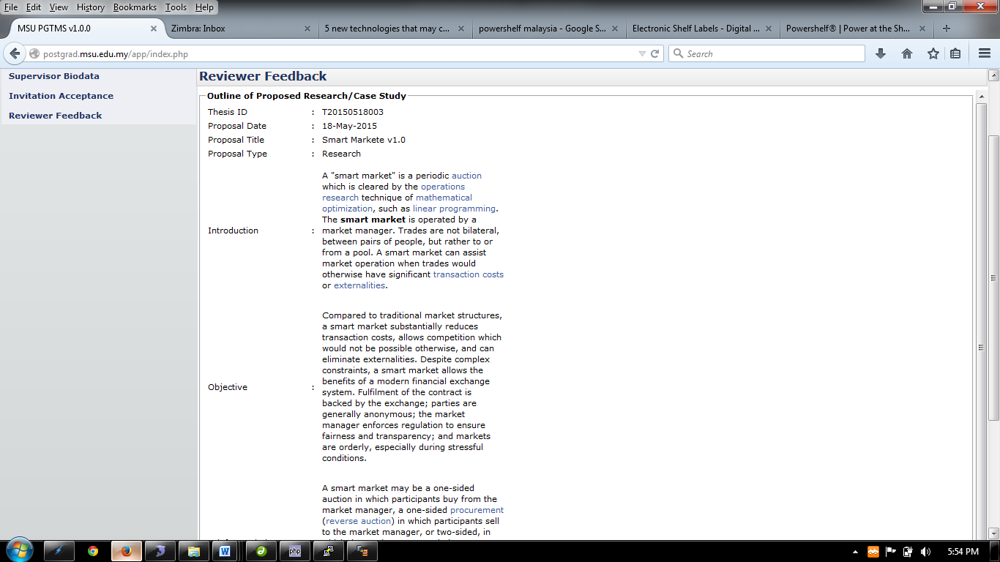 File Edit View History Bookmarks Tools Help
MSU PGTMS v1.0.0 Zimbra: Inbox 5 new technologies that may c... powershelf malaysia - Google S... Electronic Shelf Labels - Digital ... Powershelf® | Power at the Sh...
postgrad.msu.edu.my/app/index.php Search
Supervisor Biodata
Invitation Acceptance
Reviewer Feedback
Reviewer Feedback
Outline of Proposed Research/Case Study
Thesis ID : T20150518003
Proposal Date : 18-May-2015
Proposal Title : Smart Markete v1.0
Proposal Type : Research
Introduction :
A "smart market" is a periodic auction
which is cleared by the operations
research technique of mathematical
optimization, such as linear programming.
The smart market is operated by a
market manager. Trades are not bilateral,
between pairs of people, but rather to or
from a pool. A smart market can assist
market operation when trades would
otherwise have significant transaction costs
or externalities.
Objective :
Compared to traditional market structures,
a smart market substantially reduces
transaction costs, allows competition which
would not be possible otherwise, and can
eliminate externalities. Despite complex
constraints, a smart market allows the
benefits of a modern financial exchange
system. Fulfilment of the contract is
backed by the exchange; parties are
generally anonymous; the market
manager enforces regulation to ensure
fairness and transparency; and markets
are orderly, especially during stressful
conditions.
A smart market may be a one-sided
auction in which participants buy from the
market manager, a one-sided procurement
(reverse auction) in which participants sell
to the market manager, or two-sided, in
php
5:54 PM